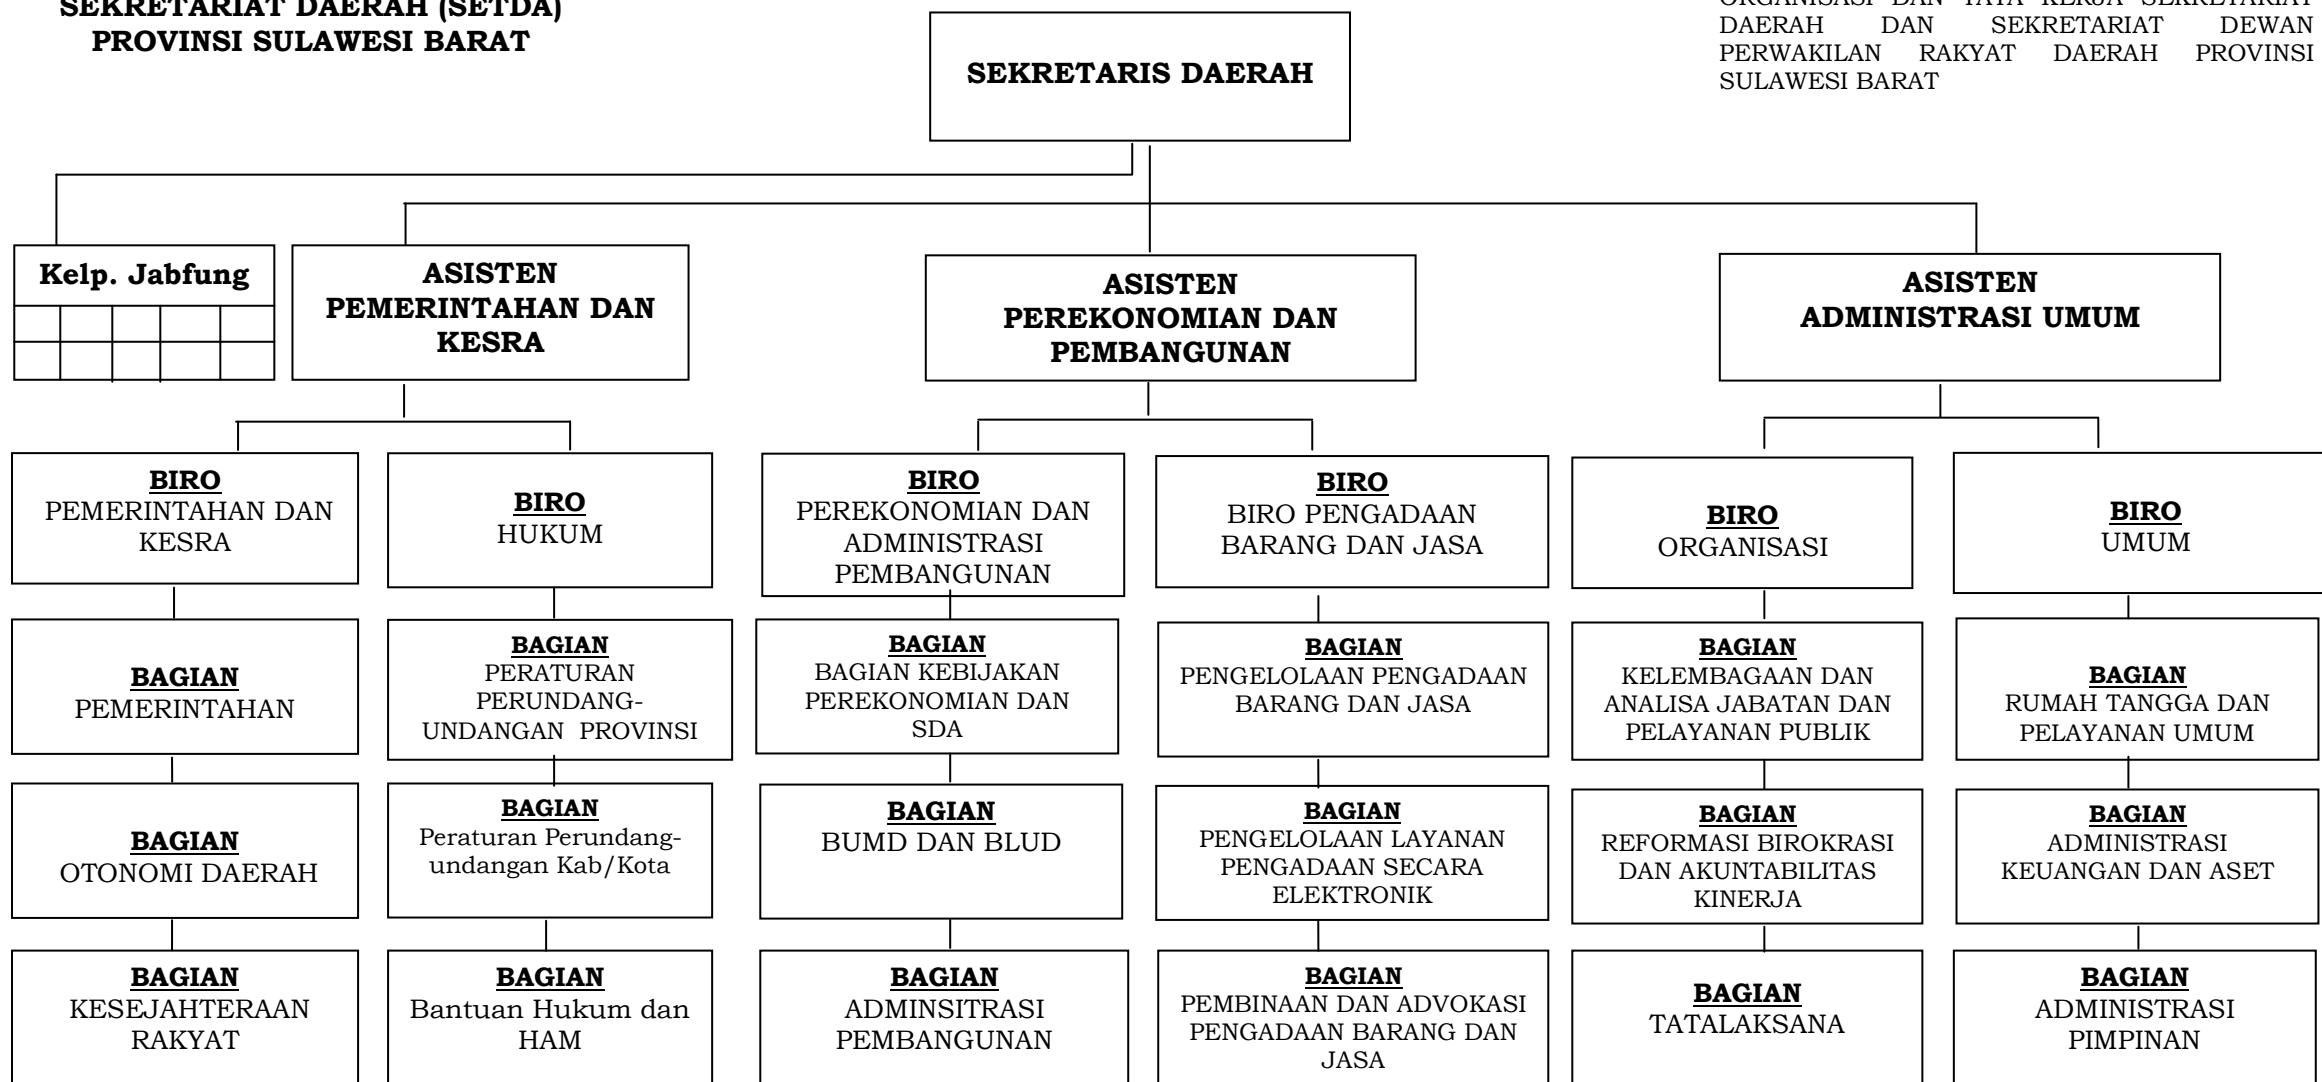 SEKRETARIAT DAERAH (SETDA)
PROVINSI SULAWESI BARAT
ORGANISASI DAN TATA KERJA SEKRETARIAT
DAERAH DAN SEKRETARIAT DEWAN
PERWAKILAN RAKYAT DAERAH PROVINSI
SULAWESI BARAT
SEKRETARIS DAERAH
Kelp. Jabfung
ASISTEN
PEMERINTAHAN DAN
KESRA
ASISTEN
PEREKONOMIAN DAN
PEMBANGUNAN
ASISTEN
ADMINISTRASI UMUM
BIRO
PEMERINTAHAN DAN
KESRA
BIRO
HUKUM
BIRO
PEREKONOMIAN DAN
ADMINISTRASI
PEMBANGUNAN
BIRO
BIRO PENGADAAN
BARANG DAN JASA
BIRO
ORGANISASI
BIRO
UMUM
BAGIAN
PEMERINTAHAN
BAGIAN
PERATURAN
PERUNDANG-
UNDANGAN  PROVINSI
BAGIAN
BAGIAN KEBIJAKAN
PEREKONOMIAN DAN
SDA
BAGIAN
PENGELOLAAN PENGADAAN
BARANG DAN JASA
BAGIAN
KELEMBAGAAN DAN
ANALISA JABATAN DAN
PELAYANAN PUBLIK
BAGIAN
RUMAH TANGGA DAN
PELAYANAN UMUM
BAGIAN
OTONOMI DAERAH
BAGIAN
Peraturan Perundang-
undangan Kab/Kota
BAGIAN
BUMD DAN BLUD
BAGIAN
PENGELOLAAN LAYANAN
PENGADAAN SECARA
ELEKTRONIK
BAGIAN
REFORMASI BIROKRASI
DAN AKUNTABILITAS
KINERJA
BAGIAN
ADMINISTRASI
KEUANGAN DAN ASET
BAGIAN
KESEJAHTERAAN
RAKYAT
BAGIAN
Bantuan Hukum dan
HAM
BAGIAN
ADMINSITRASI
PEMBANGUNAN
BAGIAN
PEMBINAAN DAN ADVOKASI
PENGADAAN BARANG DAN
JASA
BAGIAN
TATALAKSANA
BAGIAN
ADMINISTRASI
PIMPINAN